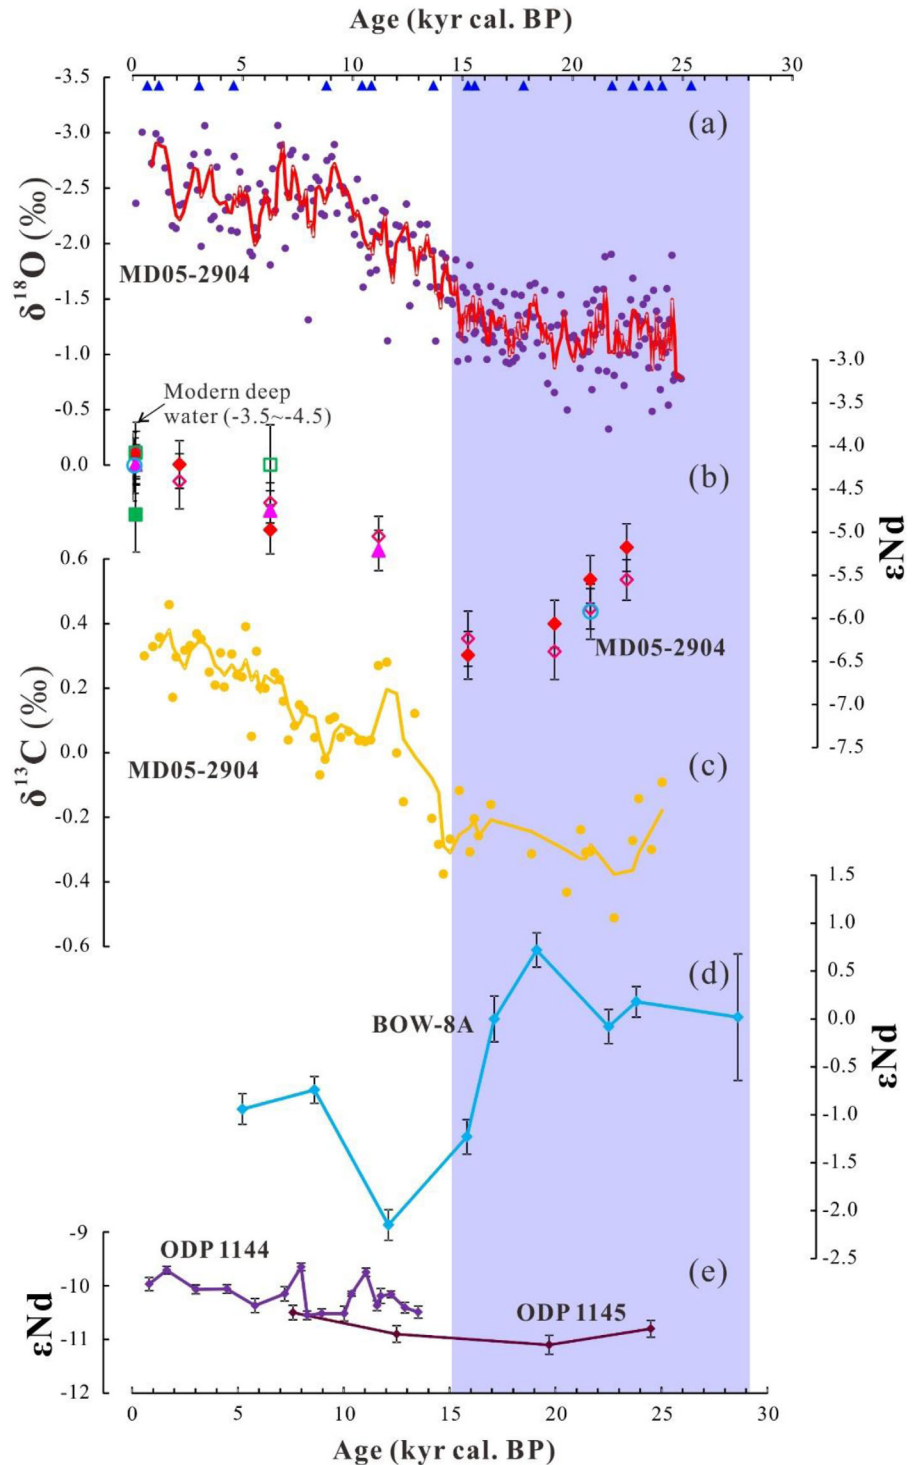 Age (kyr cal. BP)
0 5 10 15 20 25 30
-3.5
-3.0
-2.5
-2.0
-1.5
-1.0
-0.5
0.0
δ18O (‰)
(a)
MD05-2904
Modern deep
water (-3.5~-4.5)
-3.0
-3.5
-4.0
-4.5
-5.0
-5.5
-6.0
-6.5
-7.0
-7.5
εNd
(b)
MD05-2904
0.6
0.4
0.2
0.0
-0.2
-0.4
-0.6
δ13C (‰)
MD05-2904
(c)
1.5
1.0
0.5
0.0
-0.5
-1.0
-1.5
-2.0
-2.5
εNd
(d)
BOW-8A
-9
-10
-11
-12
εNd
ODP 1144
(e)
ODP 1145
0 5 10 15 20 25 30
Age (kyr cal. BP)